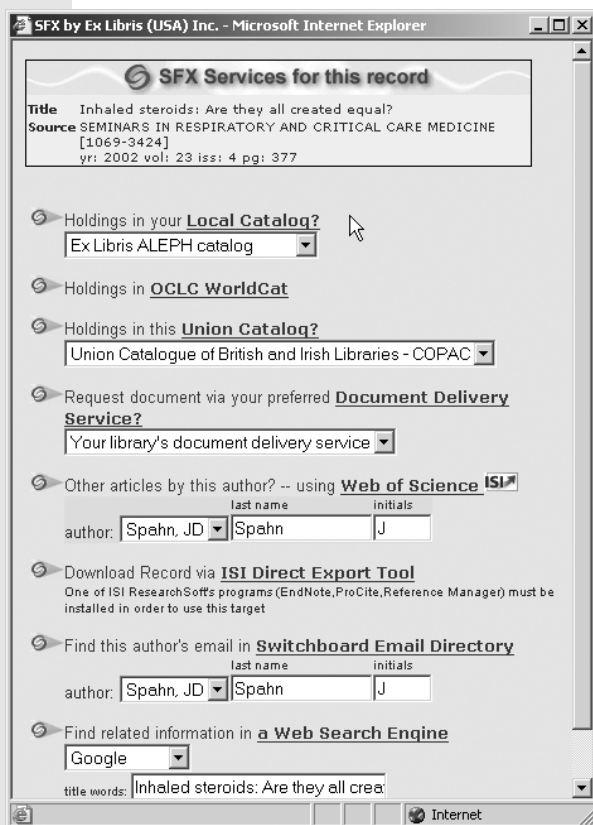 SFX by Ex Libris (USA) Inc. - Microsoft Internet Explorer
SFX Services for this record
Title Inhaled steroids: Are they all created equal?
Source SEMINARS IN RESPIRATORY AND CRITICAL CARE MEDICINE
[1069-3424]
yr: 2002 vol: 23 iss: 4 pg: 377
Holdings in your Local Catalog?
Ex Libris ALEPH catalog
Holdings in OCLC WorldCat
Holdings in this Union Catalog?
Union Catalogue of British and Irish Libraries - COPAC
Request document via your preferred Document Delivery
Service?
Your library's document delivery service
Other articles by this author? -- using Web of Science ISI
last name initials
author: Spahn, JD Spahn J
Download Record via ISI Direct Export Tool
One of ISI ResearchSoft's programs (EndNote,ProCite,Reference Manager) must be
installed in order to use this target
Find this author's email in Switchboard Email Directory
last name initials
author: Spahn, JD Spahn J
Find related information in a Web Search Engine
Google
title words: Inhaled steroids: Are they all crea
Internet